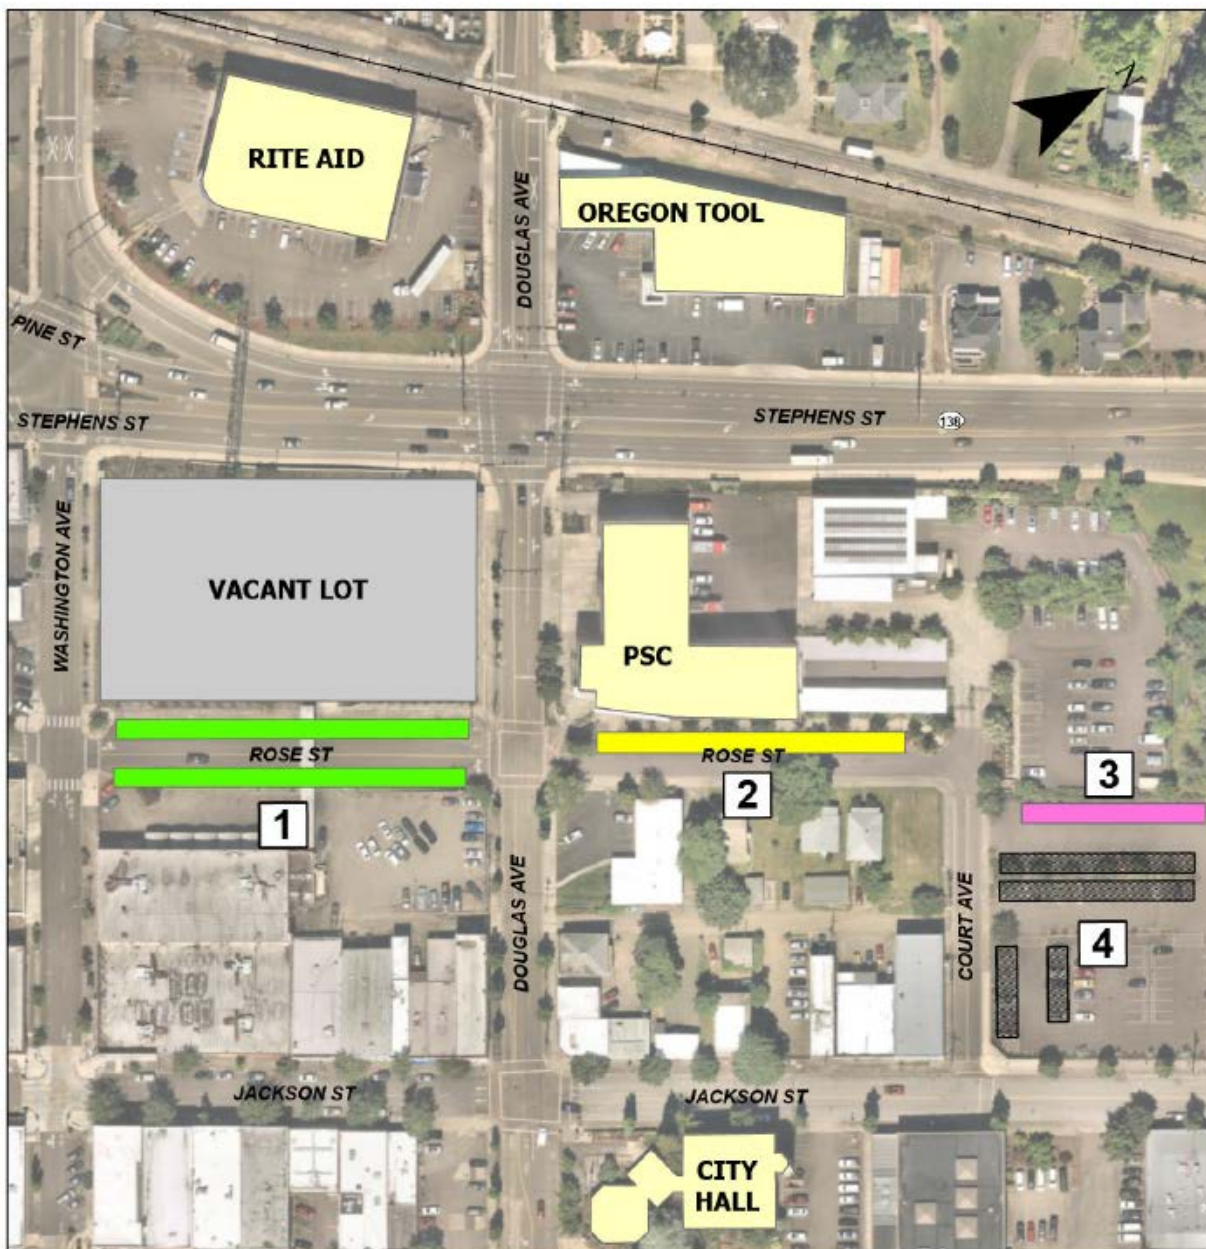 N
RITE AID
OREGON TOOL
DOUGLAS AVE
PINE ST
STEPHENS ST
STEPHENS ST
138
WASHINGTON AVE
VACANT LOT
PSC
ROSE ST
ROSE ST
1
2
3
4
DOUGLAS AVE
COURT AVE
JACKSON ST
JACKSON ST
CITY
HALL